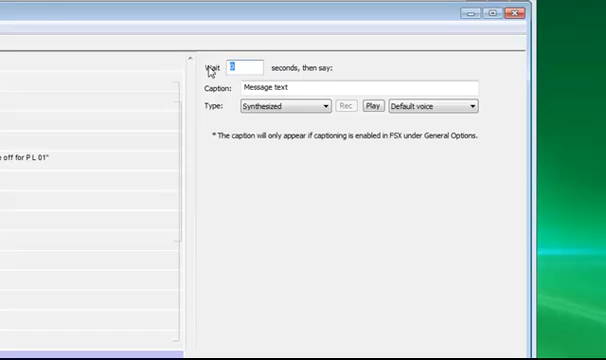 Wait 0 seconds, then say:
Caption: Message text
Type: Synthesized Rec Play Default voice
* The caption will only appear if captioning is enabled in FSX under General Options.
e off for P L 01"